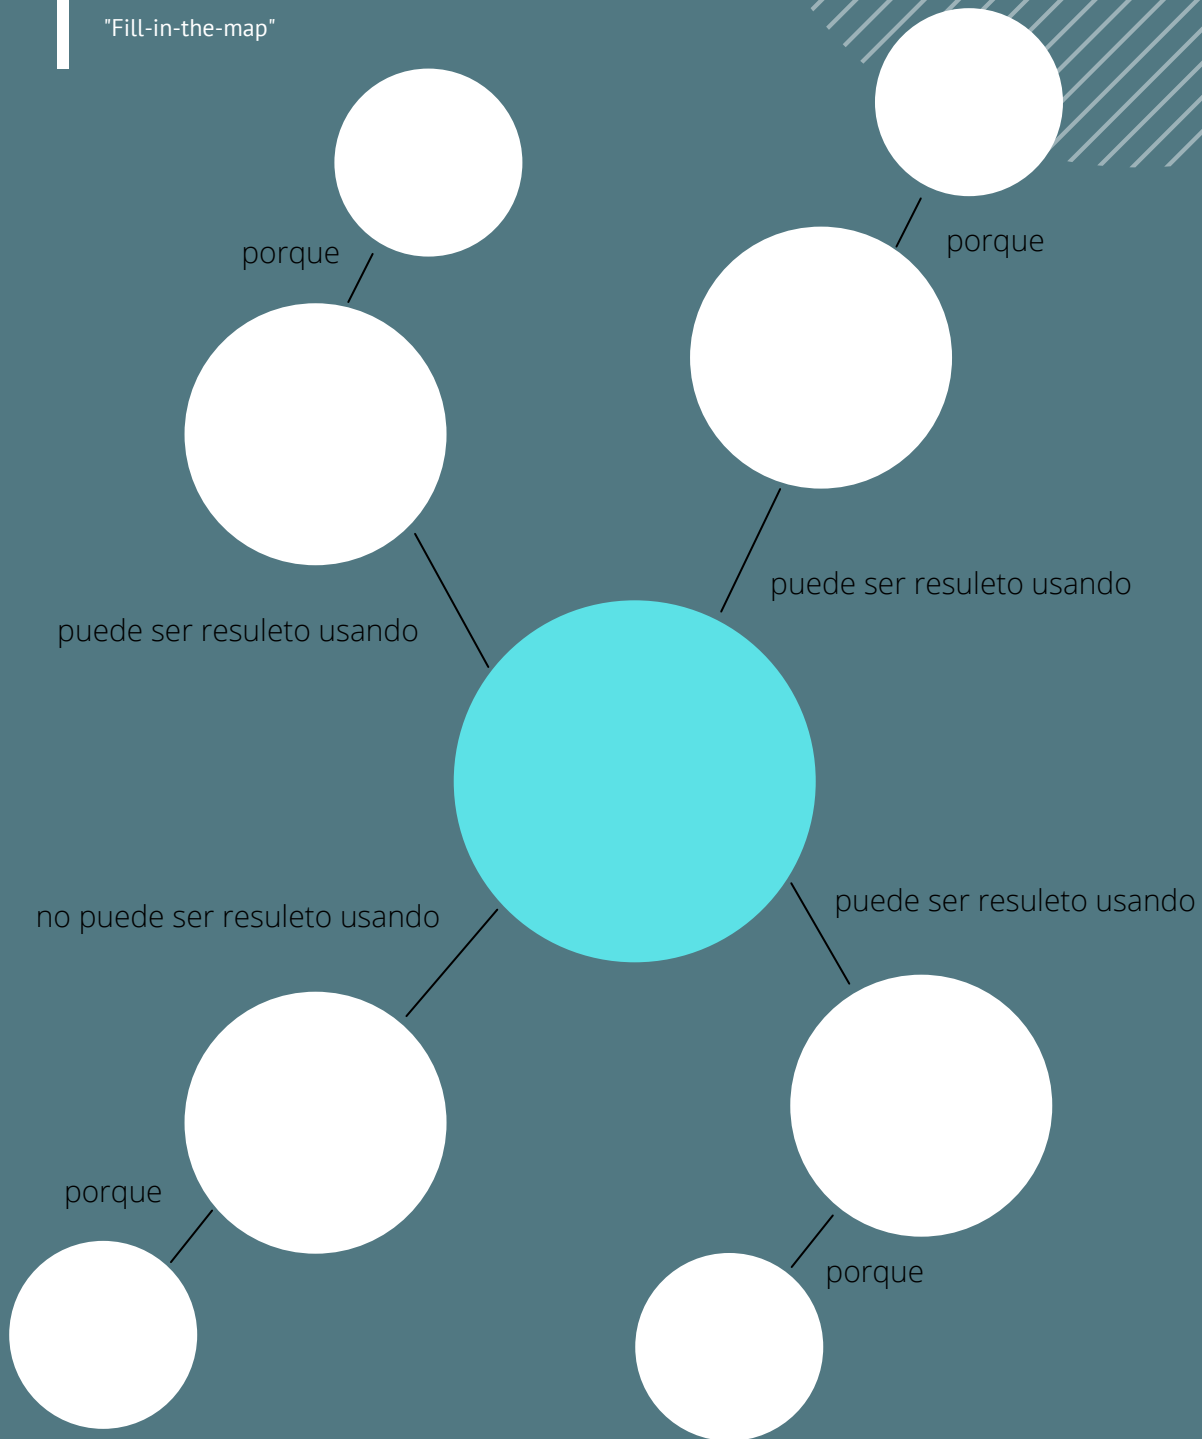 "Fill-in-the-map"
porque
porque
puede ser resuleto usando
puede ser resuleto usando
no puede ser resuleto usando
puede ser resuleto usando
porque
porque